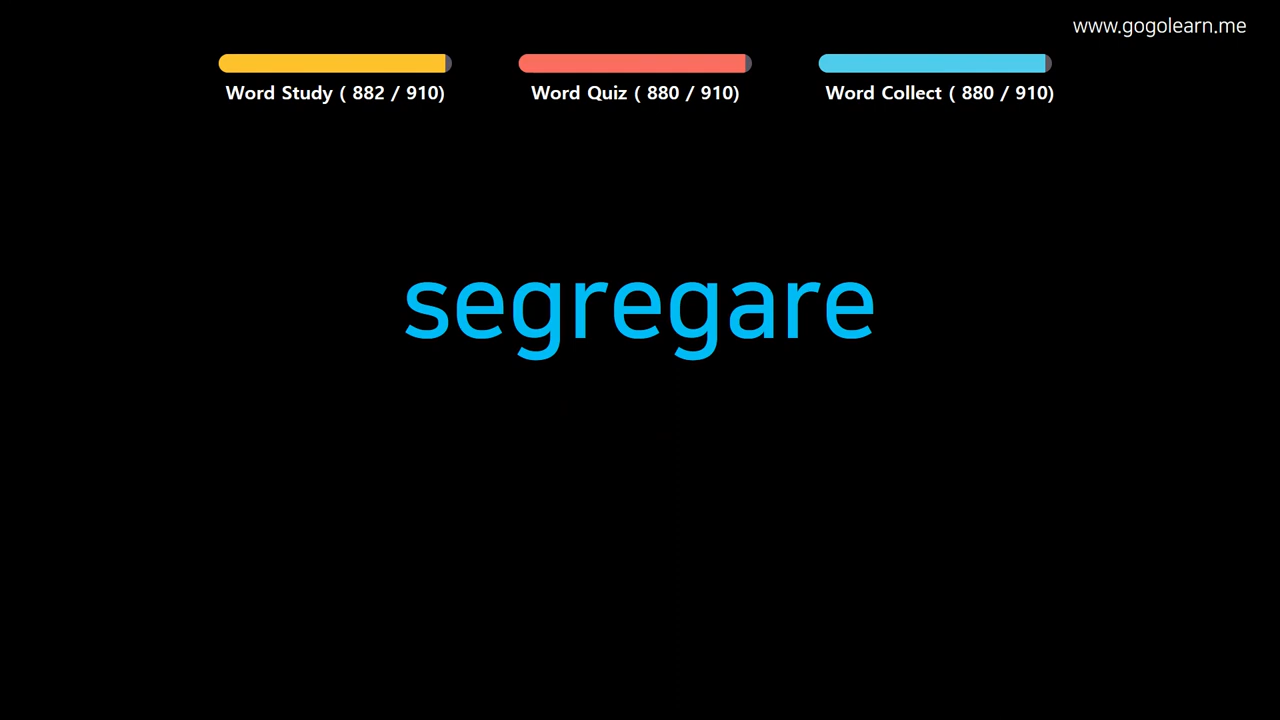 www.gogolearn.me
Word Study ( 882 / 910)
Word Quiz ( 880 / 910)
Word Collect ( 880 / 910)
segregare